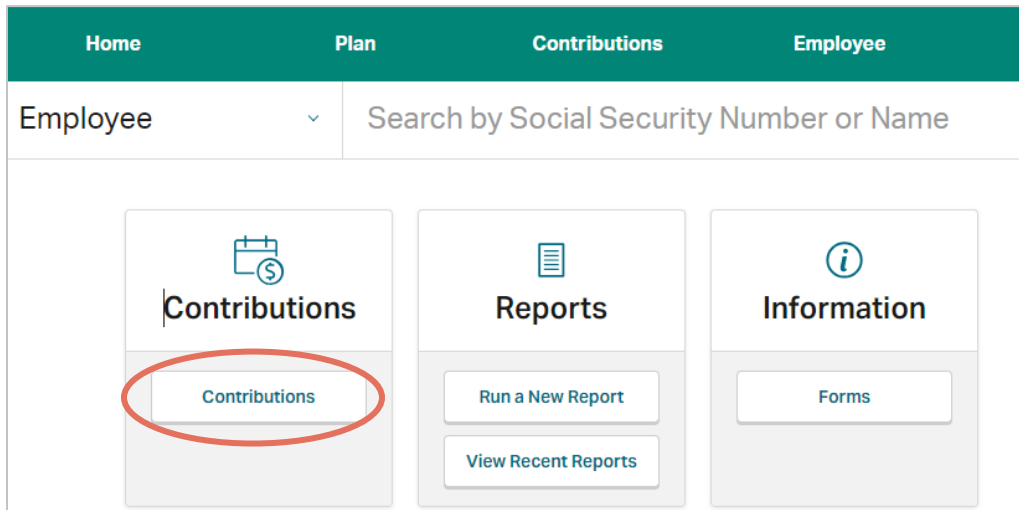 Home Plan Contributions Employee
Employee Search by Social Security Number or Name
Contributions Reports Information
Contributions Run a New Report Forms
View Recent Reports